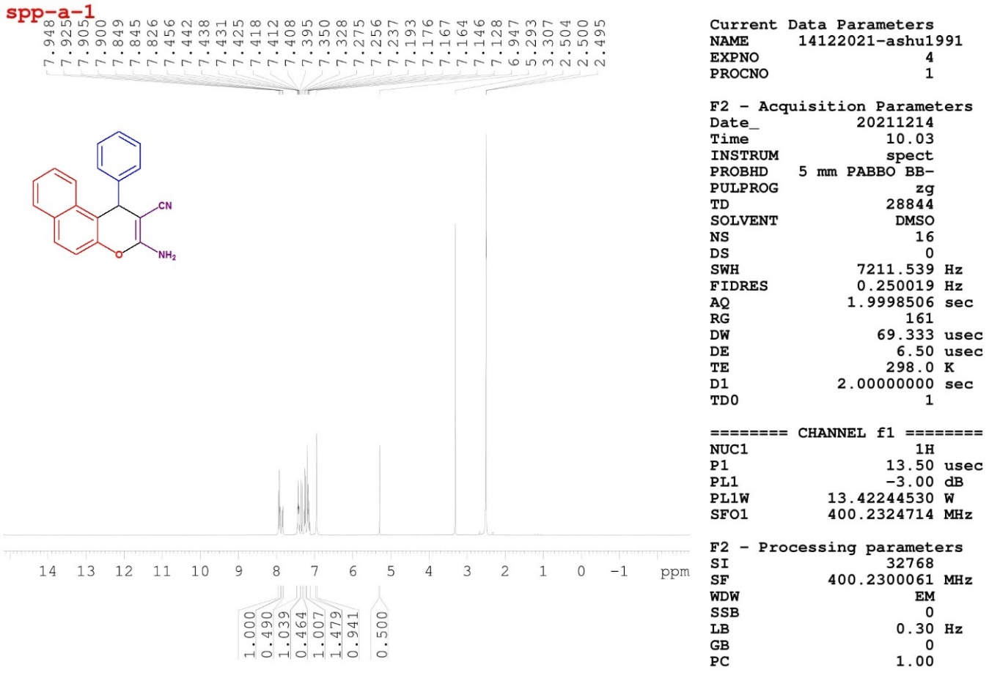 spp-a-1
7.948
7.925
7.905
7.900
7.849
7.845
7.826
7.456
7.442
7.438
7.431
7.425
7.418
7.412
7.408
7.395
7.350
7.328
7.275
7.256
7.237
7.193
7.176
7.167
7.164
7.146
7.128
6.947
5.293
3.307
2.504
2.500
2.495
CN
O
NH2
14 13 12 11 10 9 8 7 6 5 4 3 2 1 0 -1 ppm
1.000
0.490
1.039
0.464
1.007
1.479
0.941
0.500
Current Data Parameters
NAME 14122021-ashu1991
EXPNO 4
PROCNO 1
F2 - Acquisition Parameters
Date_ 20211214
Time 10.03
INSTRUM spect
PROBHD 5 mm PABBO BB-
PULPROG zg
TD 28844
SOLVENT DMSO
NS 16
DS 0
SWH 7211.539 Hz
FIDRES 0.250019 Hz
AQ 1.9998506 sec
RG 161
DW 69.333 usec
DE 6.50 usec
TE 298.0 K
D1 2.00000000 sec
TD0 1
======== CHANNEL f1 ========
NUC1 1H
P1 13.50 usec
PL1 -3.00 dB
PL1W 13.42244530 W
SFO1 400.2324714 MHz
F2 - Processing parameters
SI 32768
SF 400.2300061 MHz
WDW EM
SSB 0
LB 0.30 Hz
GB 0
PC 1.00